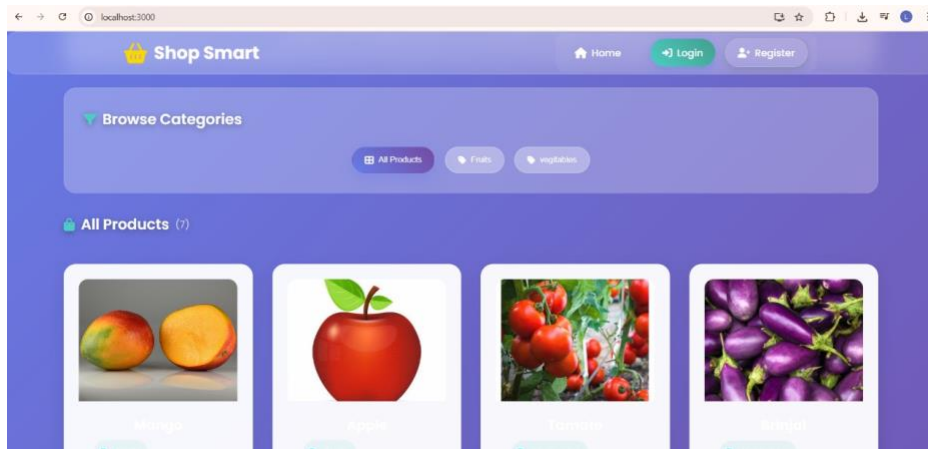 localhost:3000
Shop Smart
Home
Login
Register
Browse Categories
All Products
Fruits
vegitables
All Products (7)
Mango
Apple
Tomato
Brinjal